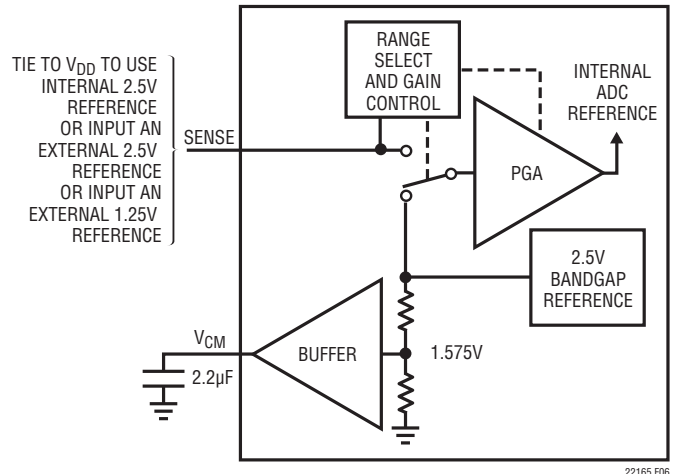 TIE TO VDD TO USE
INTERNAL 2.5V
REFERENCE
OR INPUT AN
EXTERNAL 2.5V
REFERENCE
OR INPUT AN
EXTERNAL 1.25V
REFERENCE
SENSE
RANGE
SELECT
AND GAIN
CONTROL
INTERNAL
ADC
REFERENCE
PGA
2.5V
BANDGAP
REFERENCE
VCM
BUFFER
1.575V
2.2µF
22165 F06